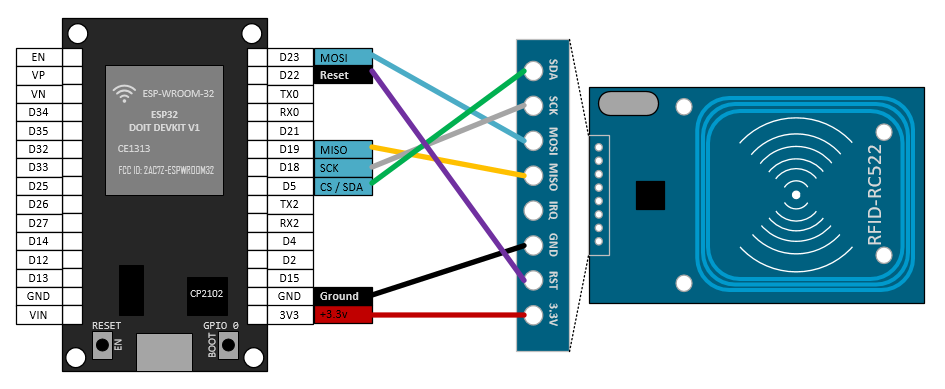 EN
VP
VN
D34
D35
D32
D33
D25
D26
D27
D14
D12
D13
GND
VIN
ESP-WROOM-32
ESP32
DOIT DEVKIT V1
CE1313
FCC ID: 2AC7Z-ESPWROOM32
CP2102
RESET
EN
GPIO 0
BOOT
D23 MOSI
D22 Reset
TX0
RX0
D21
D19 MISO
D18 SCK
D5 CS / SDA
TX2
RX2
D4
D2
D15
GND Ground
3V3 +3.3v
SDA
SCK
MOSI
MISO
IRQ
GND
RST
3.3V
RFID-RC522